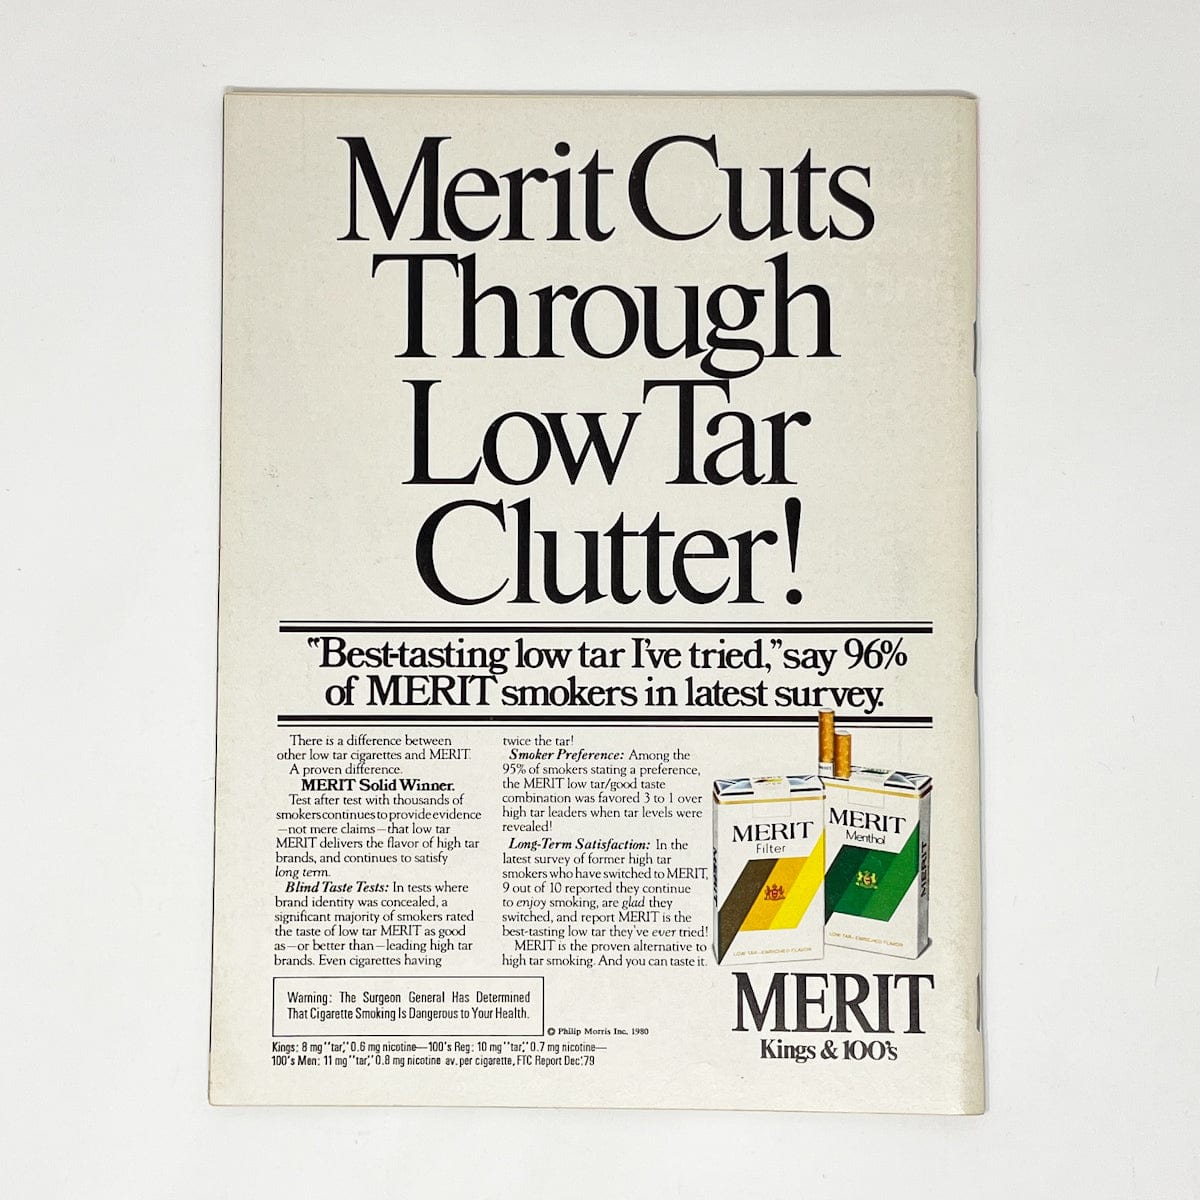 Merit Cuts
Through
Low Tar
Clutter!
“Best-tasting low tar I’ve tried,” say 96%
of MERIT smokers in latest survey.
There is a difference between
other low tar cigarettes and MERIT.
A proven difference.
MERIT Solid Winner.
Test after test with thousands of
smokers continues to provide evidence
—not mere claims—that low tar
MERIT delivers the flavor of high tar
brands, and continues to satisfy
long term.
Blind Taste Tests: In tests where
brand identity was concealed, a
significant majority of smokers rated
the taste of low tar MERIT as good
as—or better than—leading high tar
brands. Even cigarettes having
twice the tar!
Smoker Preference: Among the
95% of smokers stating a preference,
the MERIT low tar/good taste
combination was favored 3 to 1 over
high tar leaders when tar levels were
revealed!
Long-Term Satisfaction: In the
latest survey of former high tar
smokers who have switched to MERIT,
9 out of 10 reported they continue
to enjoy smoking, are glad they
switched, and report MERIT is the
best-tasting low tar they’ve ever tried!
MERIT is the proven alternative to
high tar smoking. And you can taste it.
MERIT
Filter
LOW TAR–ENRICHED FLAVOR
MERIT
Menthol
LOW TAR–ENRICHED FLAVOR
MERIT
MERIT
MERIT
Kings & 100’s
Warning: The Surgeon General Has Determined
That Cigarette Smoking Is Dangerous to Your Health.
© Philip Morris Inc. 1980
Kings: 8 mg ‘‘tar,’’ 0.6 mg nicotine—100’s Reg: 10 mg ‘‘tar,’’ 0.7 mg nicotine—
100’s Men: 11 mg ‘‘tar,’’ 0.8 mg nicotine av. per cigarette, FTC Report Dec.’79